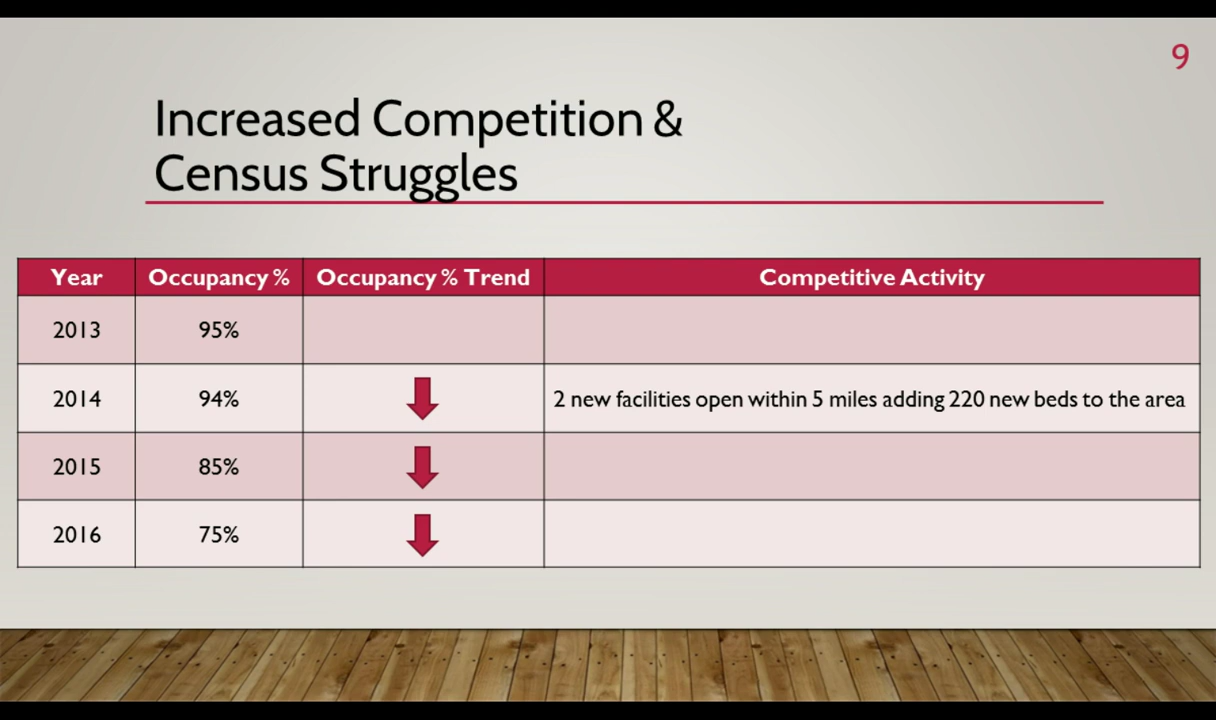 9
Increased Competition &
Census Struggles
Year Occupancy % Occupancy % Trend Competitive Activity
2013 95%
2014 94% 2 new facilities open within 5 miles adding 220 new beds to the area
2015 85%
2016 75%